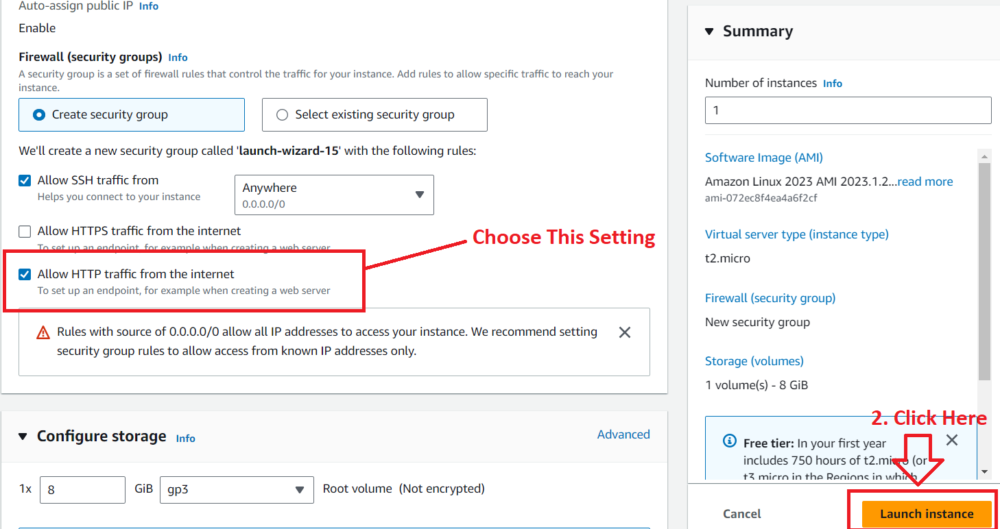 Auto-assign public IP Info
Enable
Firewall (security groups) Info
A security group is a set of firewall rules that control the traffic for your instance. Add rules to allow specific traffic to reach your
instance.
Create security group
Select existing security group
We'll create a new security group called 'launch-wizard-15' with the following rules:
Allow SSH traffic from
Helps you connect to your instance
Anywhere
0.0.0.0/0
Allow HTTPS traffic from the internet
To set up an endpoint, for example when creating a web server
Choose This Setting
Allow HTTP traffic from the internet
To set up an endpoint, for example when creating a web server
Rules with source of 0.0.0.0/0 allow all IP addresses to access your instance. We recommend setting
security group rules to allow access from known IP addresses only.
Configure storage Info
Advanced
1x 8 GiB gp3 Root volume (Not encrypted)
Summary
Number of instances Info
1
Software Image (AMI)
Amazon Linux 2023 AMI 2023.1.2...read more
ami-072ec8f4ea4a6f2cf
Virtual server type (instance type)
t2.micro
Firewall (security group)
New security group
Storage (volumes)
1 volume(s) - 8 GiB
2. Click Here
Free tier: In your first year
includes 750 hours of t2.micro (or
t3.micro in the Regions in which
Cancel
Launch instance